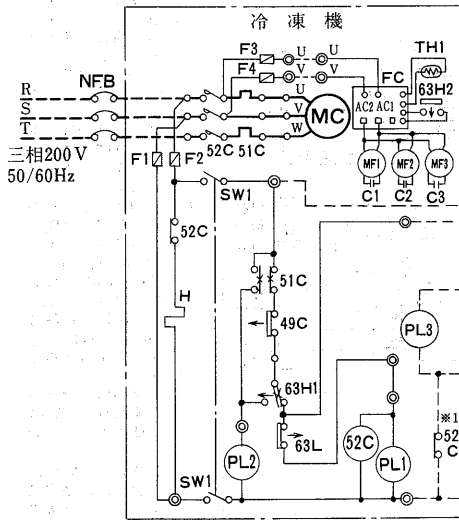 冷凍機
F3 U U
F4 V V
TH1
FC
63H2
NFB
R
S
T
U
V
W
MC
AC2 AC1
三相200V
50/60Hz
F1 F2
52C 51C
MF1 MF2 MF3
C1 C2 C3
SW1
52C
51C
H
49C
PL3
63H1
※1
52
C
63L
52C
PL2
PL1
SW1